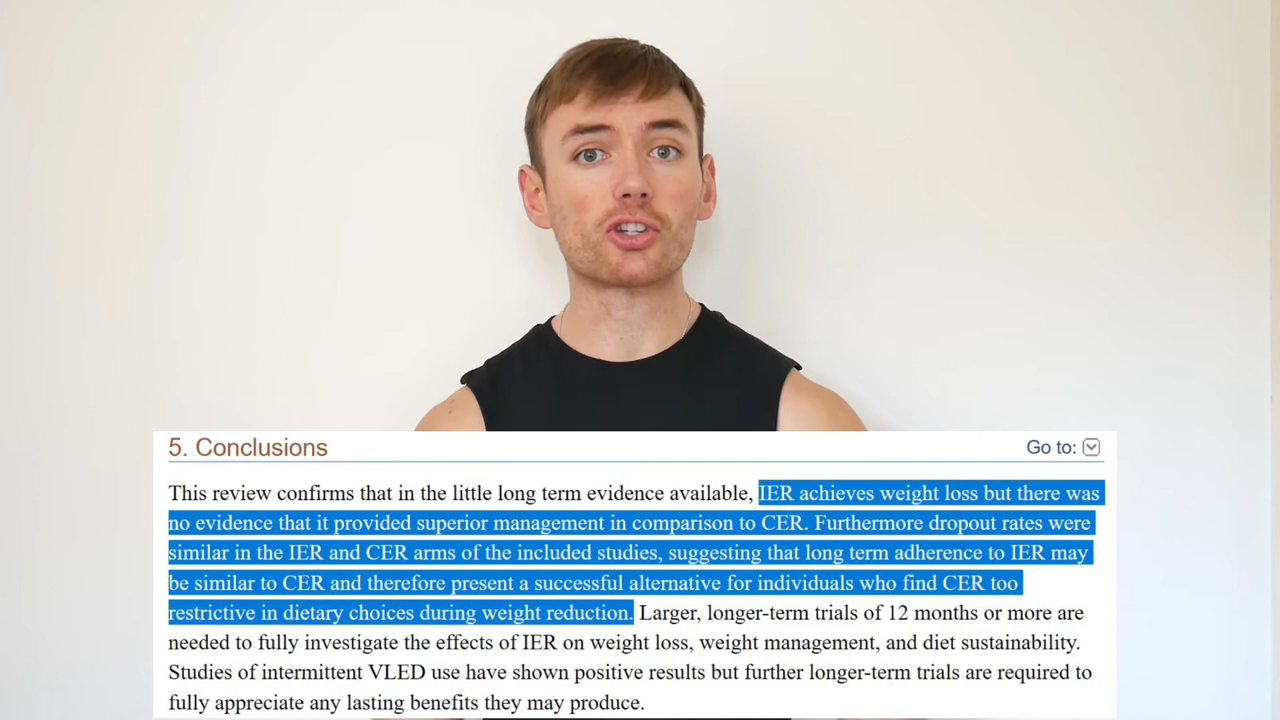 5. Conclusions
Go to:
This review confirms that in the little long term evidence available, IER achieves weight loss but there was
no evidence that it provided superior management in comparison to CER. Furthermore dropout rates were
similar in the IER and CER arms of the included studies, suggesting that long term adherence to IER may
be similar to CER and therefore present a successful alternative for individuals who find CER too
restrictive in dietary choices during weight reduction. Larger, longer-term trials of 12 months or more are
needed to fully investigate the effects of IER on weight loss, weight management, and diet sustainability.
Studies of intermittent VLED use have shown positive results but further longer-term trials are required to
fully appreciate any lasting benefits they may produce.